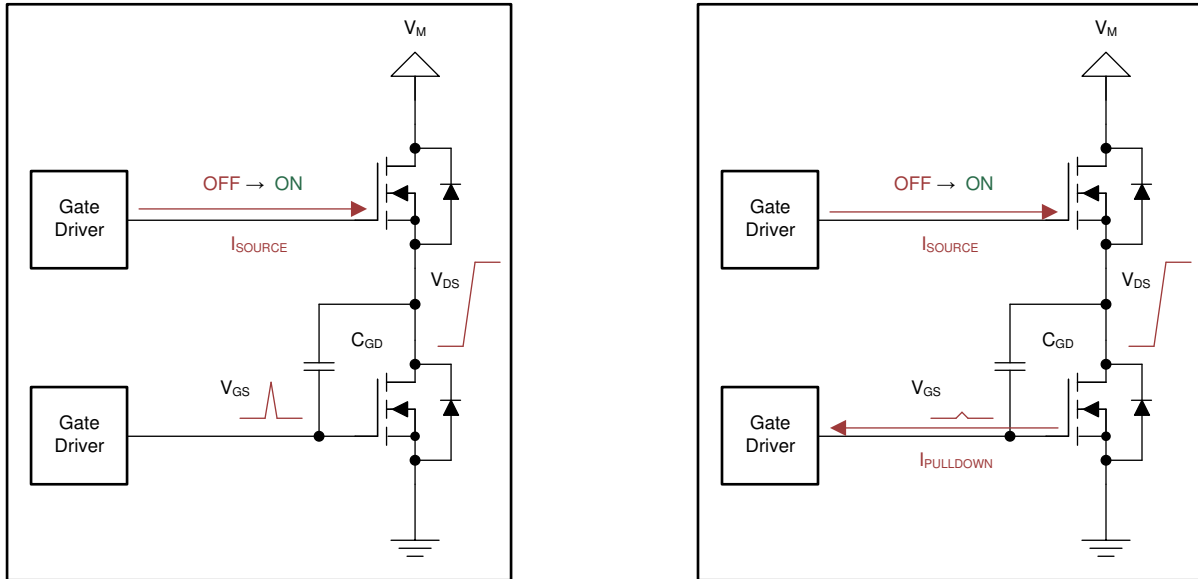 VM
Gate
Driver
OFF → ON
ISOURCE
VDS
CGD
VGS
Gate
Driver
VM
Gate
Driver
OFF → ON
ISOURCE
VDS
CGD
VGS
Gate
Driver
IPULLDOWN